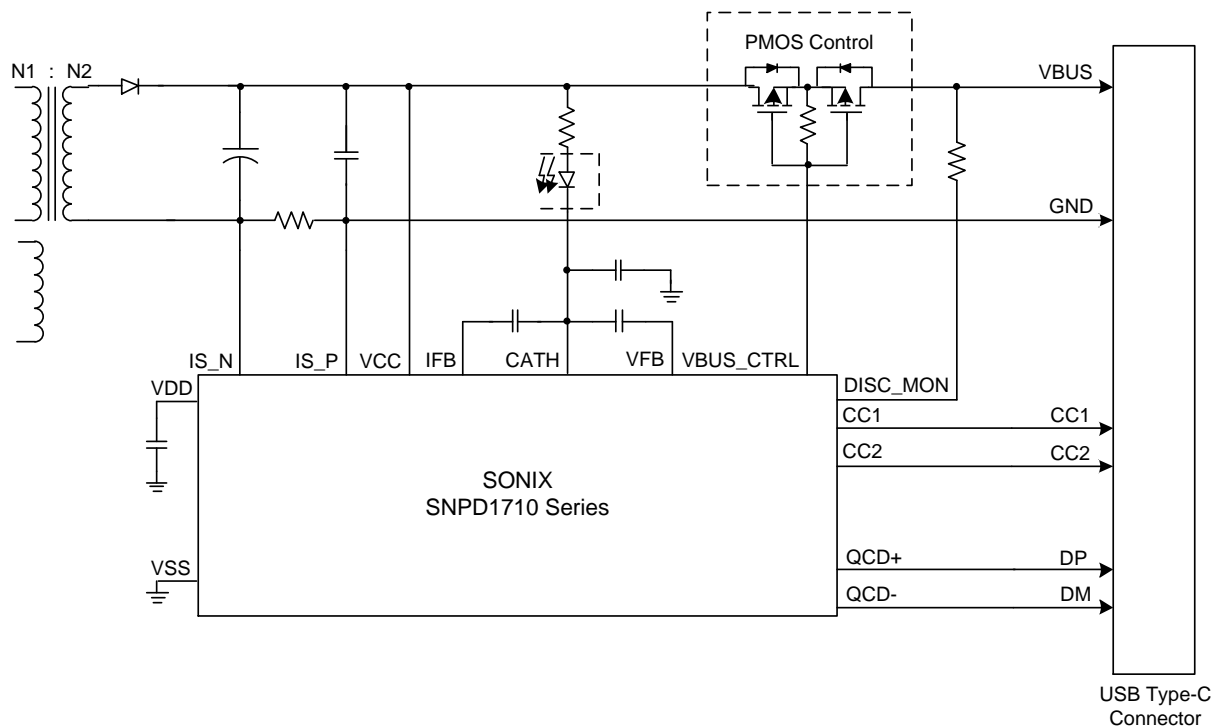 PMOS Control
N1 : N2
VBUS
GND
IS_N
IS_P
VCC
IFB
CATH
VFB
VBUS_CTRL
VDD
DISC_MON
CC1
CC1
CC2
CC2
SONIX
SNPD1710 Series
VSS
QCD+
DP
QCD-
DM
USB Type-C
Connector